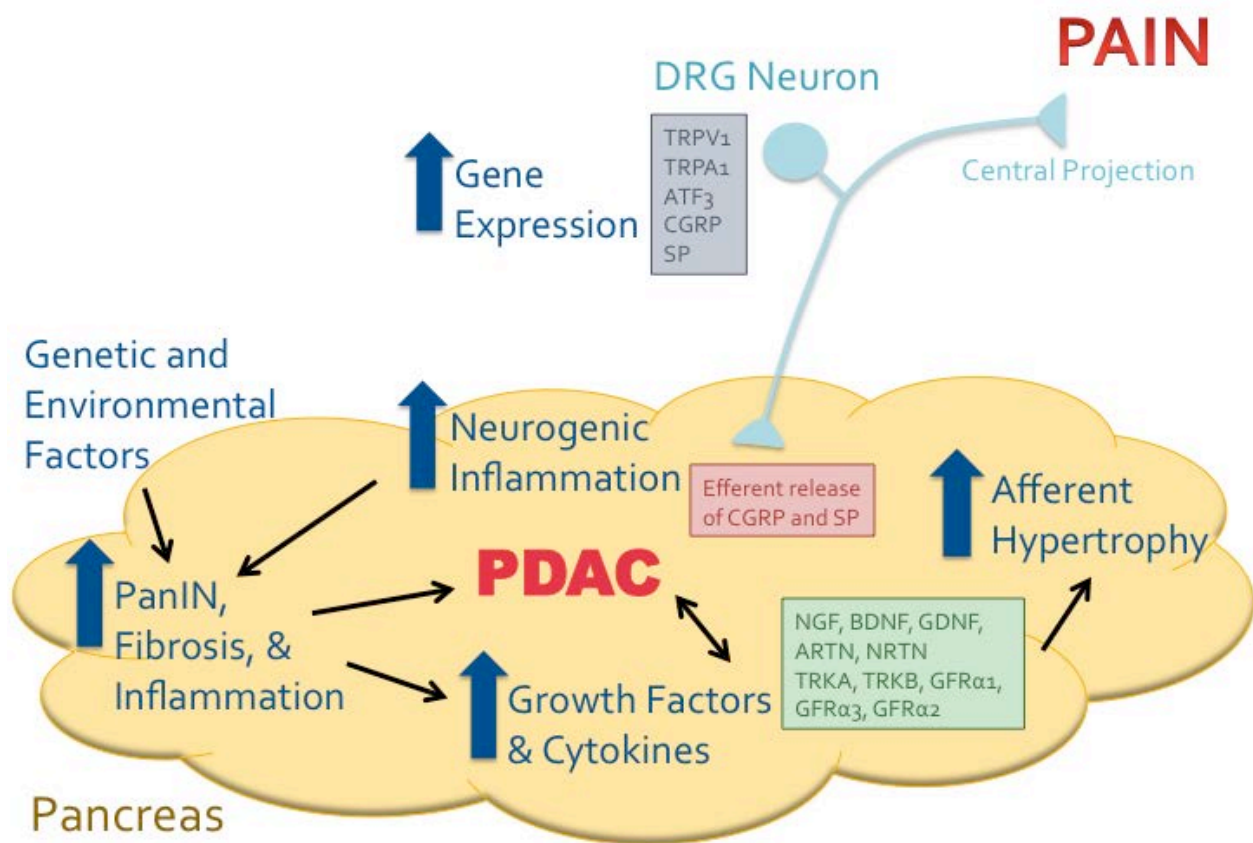 PAIN
DRG Neuron
TRPV1
TRPA1
ATF3
CGRP
SP
Gene
Expression
Central Projection
Genetic and
Environmental
Factors
Neurogenic
Inflammation
Efferent release
of CGRP and SP
Afferent
Hypertrophy
PDAC
PanIN,
Fibrosis, &
Inflammation
Growth Factors
& Cytokines
NGF, BDNF, GDNF,
ARTN, NRTN
TRKA, TRKB, GFRα1,
GFRα3, GFRα2
Pancreas